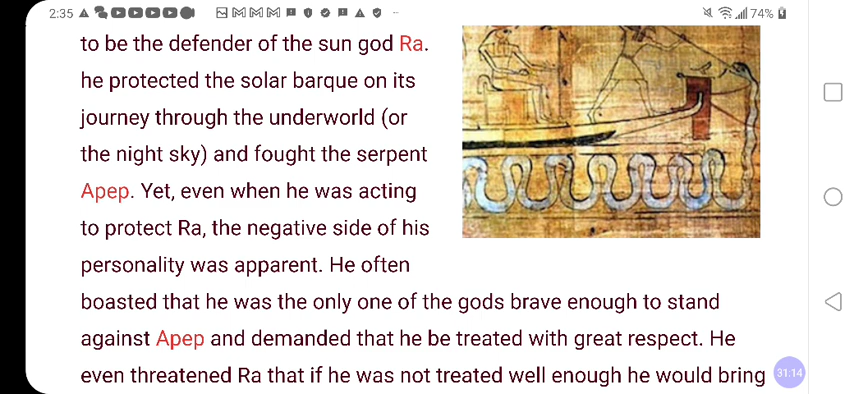 2:35
74%
to be the defender of the sun god Ra.
he protected the solar barque on its
journey through the underworld (or
the night sky) and fought the serpent
Apep. Yet, even when he was acting
to protect Ra, the negative side of his
personality was apparent. He often
boasted that he was the only one of the gods brave enough to stand
against Apep and demanded that he be treated with great respect. He
even threatened Ra that if he was not treated well enough he would bring
31:14